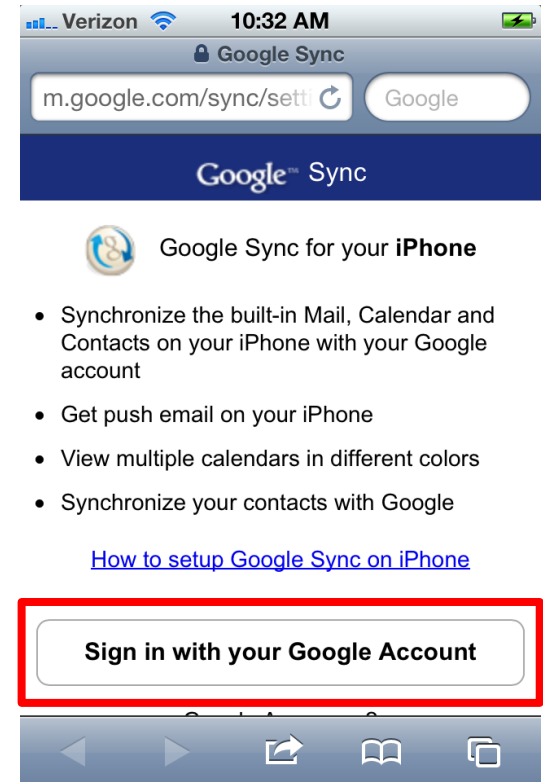 Verizon 10:32 AM
Google Sync
m.google.com/sync/setti Google
Google™ Sync
Google Sync for your iPhone
• Synchronize the built-in Mail, Calendar and
Contacts on your iPhone with your Google
account
• Get push email on your iPhone
• View multiple calendars in different colors
• Synchronize your contacts with Google
How to setup Google Sync on iPhone
Sign in with your Google Account